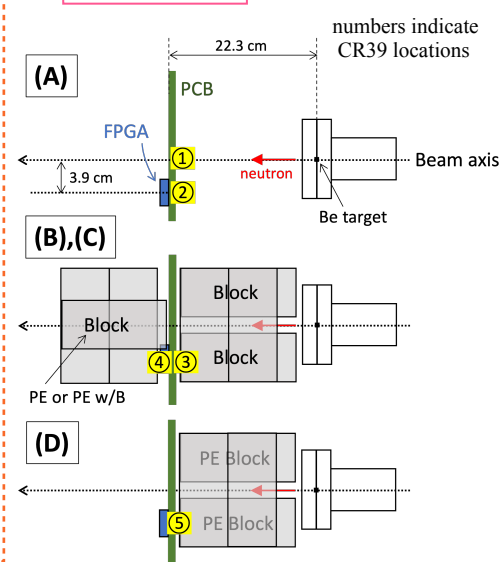 numbers indicate
CR39 locations
22.3 cm
(A)
PCB
FPGA
①
neutron
Beam axis
3.9 cm
②
Be target
(B),(C)
Block
Block
Block
④ ③
PE or PE w/B
(D)
PE Block
⑤
PE Block